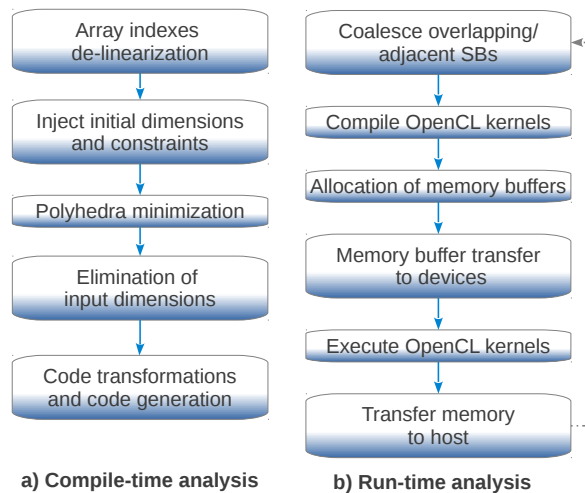 Array indexes
de-linearization
Inject initial dimensions
and constraints
Polyhedra minimization
Elimination of
input dimensions
Code transformations
and code generation
a) Compile-time analysis
Coalesce overlapping/
adjacent SBs
Compile OpenCL kernels
Allocation of memory buffers
Memory buffer transfer
to devices
Execute OpenCL kernels
Transfer memory
to host
b) Run-time analysis